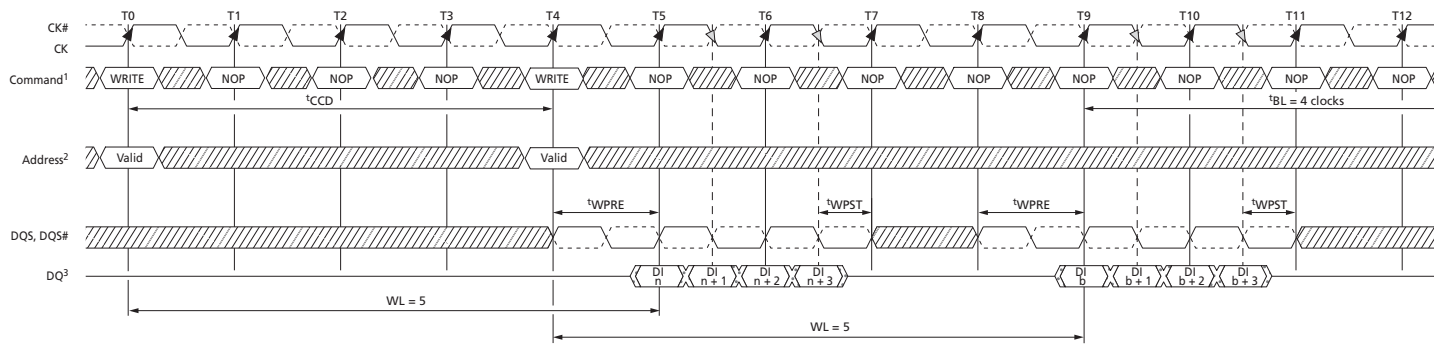 T0 T1 T2 T3 T4 T5 T6 T7 T8 T9 T10 T11 T12
CK#
CK
Command¹ WRITE NOP NOP NOP WRITE NOP NOP NOP NOP NOP NOP NOP NOP
ᵗCCD ᵗBL = 4 clocks
Address² Valid Valid
ᵗWPRE ᵗWPST ᵗWPRE ᵗWPST
DQS, DQS#
DQ³ DI n DI n + 1 DI n + 2 DI n + 3 DI b DI b + 1 DI b + 2 DI b + 3
WL = 5
WL = 5